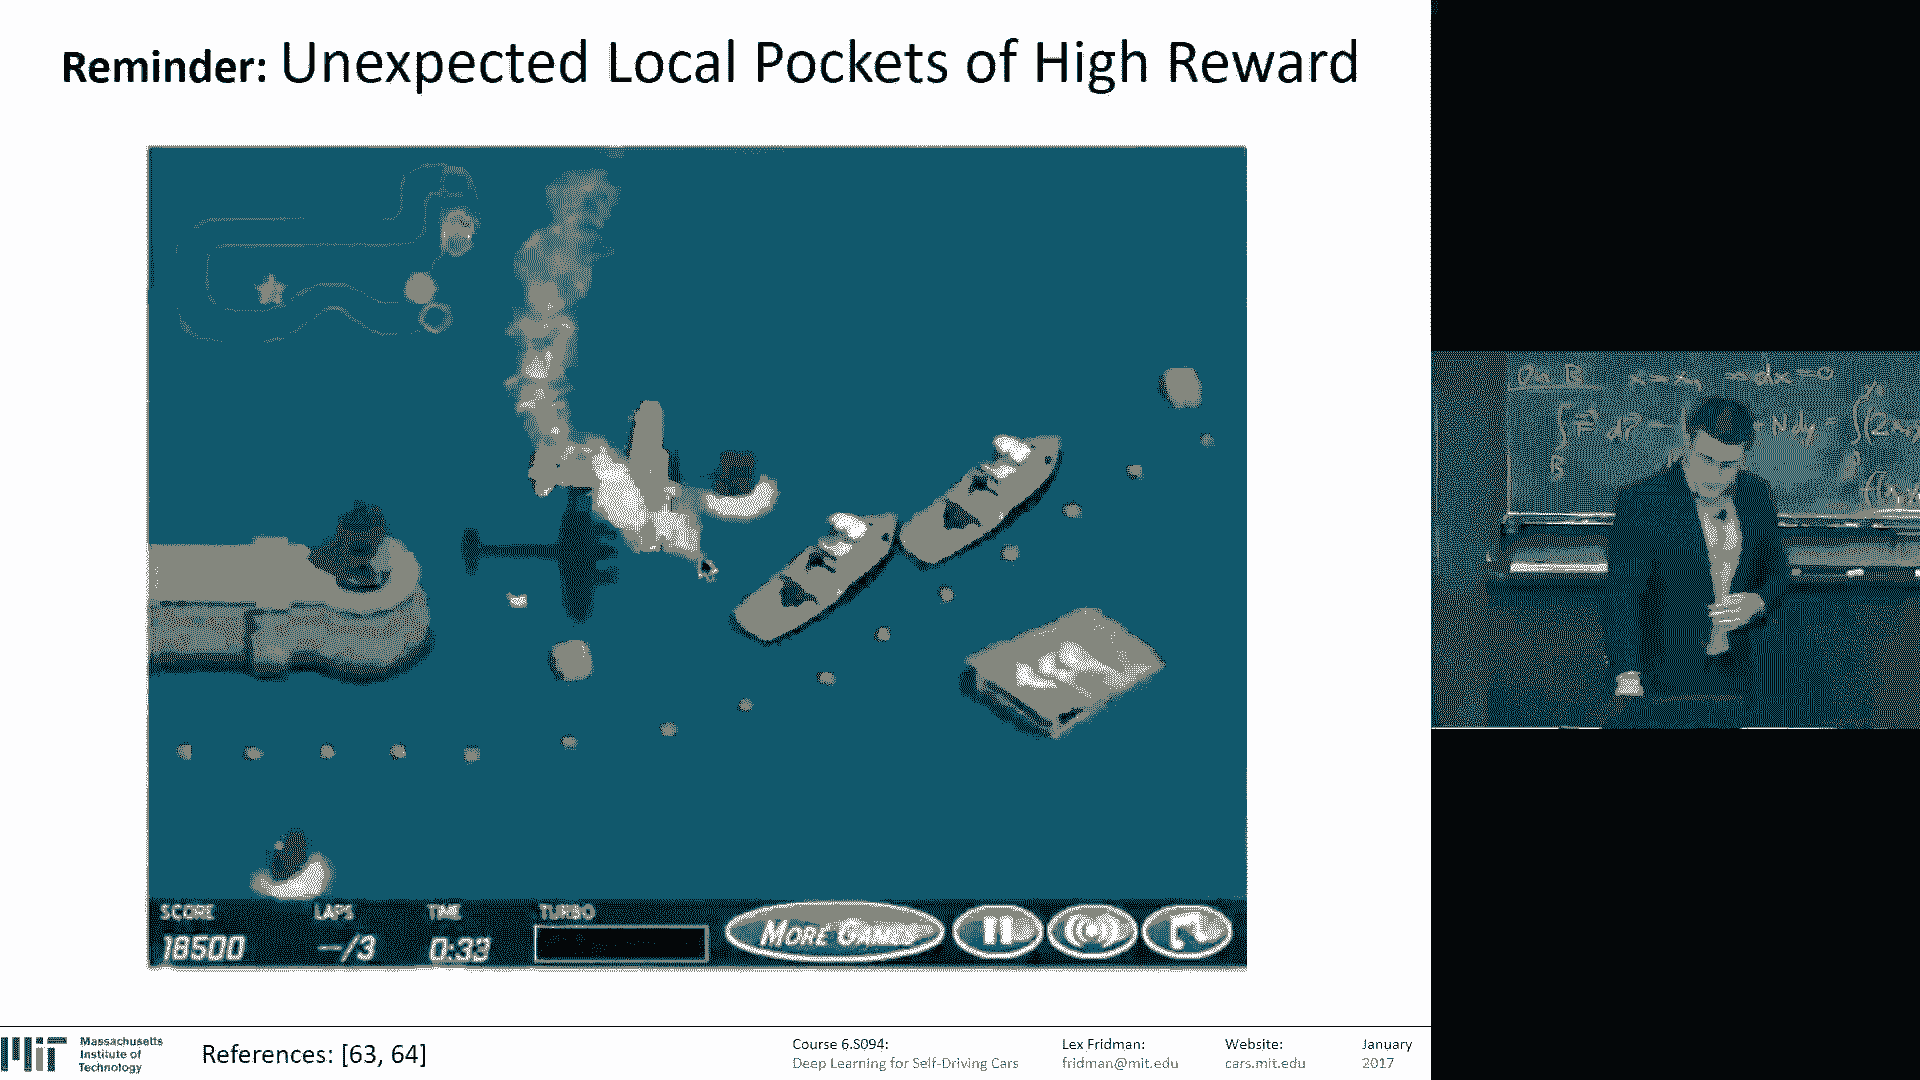 Reminder: Unexpected Local Pockets of High Reward
SCORE LAPS TIME TURBO
18500 -/3 0:33
MORE GAMES
Massachusetts
Institute of
Technology
References: [63, 64]
Course 6.S094:
Deep Learning for Self-Driving Cars
Lex Fridman:
fridman@mit.edu
Website:
cars.mit.edu
January
2017